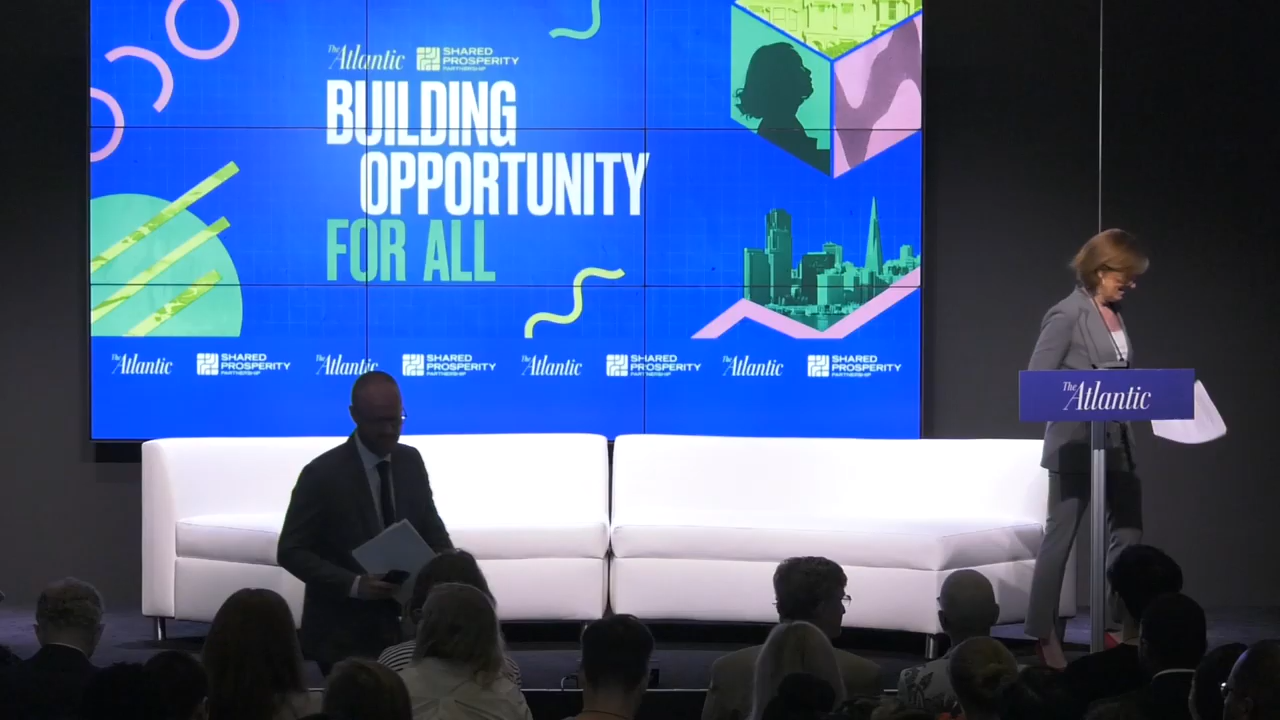 The Atlantic SHARED PROSPERITY PARTNERSHIP
BUILDING
OPPORTUNITY
FOR ALL
The Atlantic SHARED PROSPERITY PARTNERSHIP The Atlantic SHARED PROSPERITY PARTNERSHIP The Atlantic SHARED PROSPERITY PARTNERSHIP The Atlantic SHARED PROSPERITY PARTNERSHIP
The Atlantic